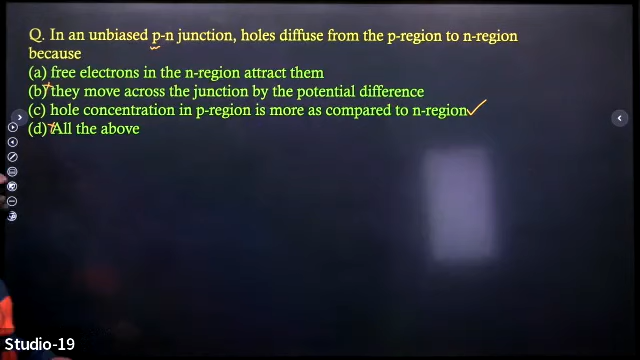 Q. In an unbiased p-n junction, holes diffuse from the p-region to n-region
because
(a) free electrons in the n-region attract them
(b) they move across the junction by the potential difference
(c) hole concentration in p-region is more as compared to n-region
(d) All the above
Studio-19